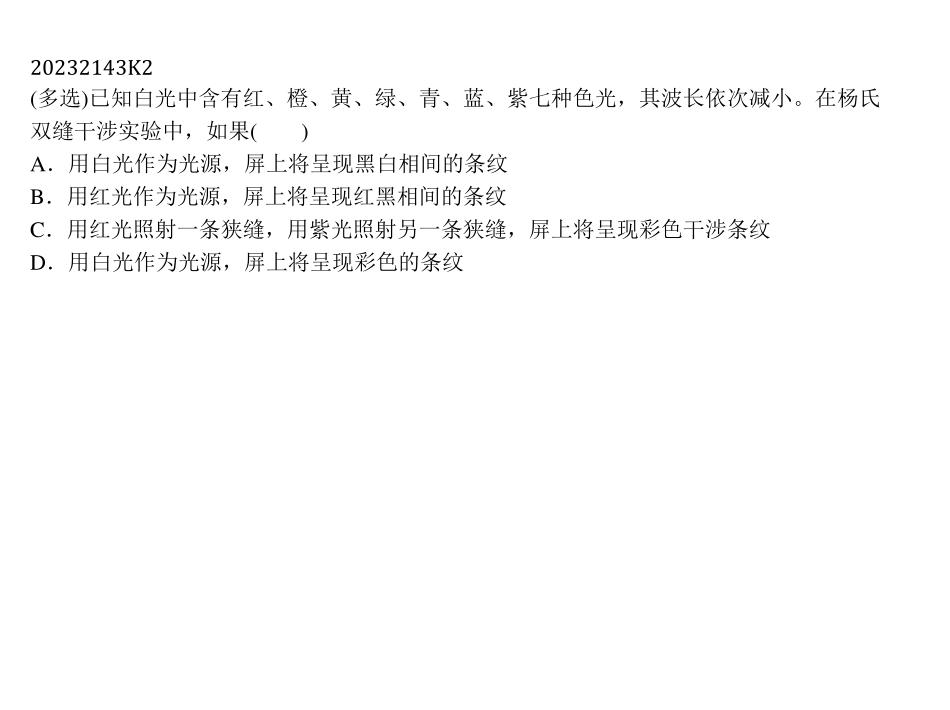 20232143K2
(多选)已知白光中含有红、橙、黄、绿、青、蓝、紫七种色光，其波长依次减小。在杨氏
双缝干涉实验中，如果(　　)
A．用白光作为光源，屏上将呈现黑白相间的条纹
B．用红光作为光源，屏上将呈现红黑相间的条纹
C．用红光照射一条狭缝，用紫光照射另一条狭缝，屏上将呈现彩色干涉条纹
D．用白光作为光源，屏上将呈现彩色的条纹